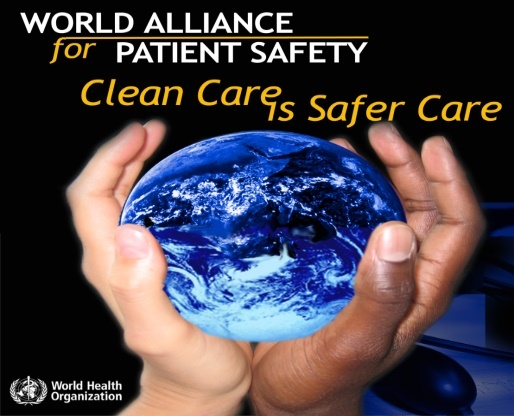 WORLD ALLIANCE
for PATIENT SAFETY
Clean Care is Safer Care
World Health
Organization